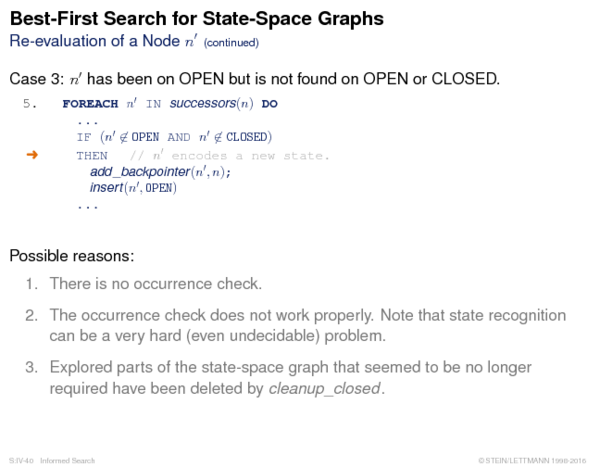 Best-First Search for State-Space Graphs
Re-evaluation of a Node n′ (continued)
Case 3: n′ has been on OPEN but is not found on OPEN or CLOSED.
5. FOREACH n′ IN successors(n) DO
...
IF (n′ ∉ OPEN AND n′ ∉ CLOSED)
➜ THEN // n′ encodes a new state.
add_backpointer(n′, n);
insert(n′, OPEN)
...
Possible reasons:
1. There is no occurrence check.
2. The occurrence check does not work properly. Note that state recognition
can be a very hard (even undecidable) problem.
3. Explored parts of the state-space graph that seemed to be no longer
required have been deleted by cleanup_closed.
S:IV-40 Informed Search
© STEIN/LETTMANN 1998-2016